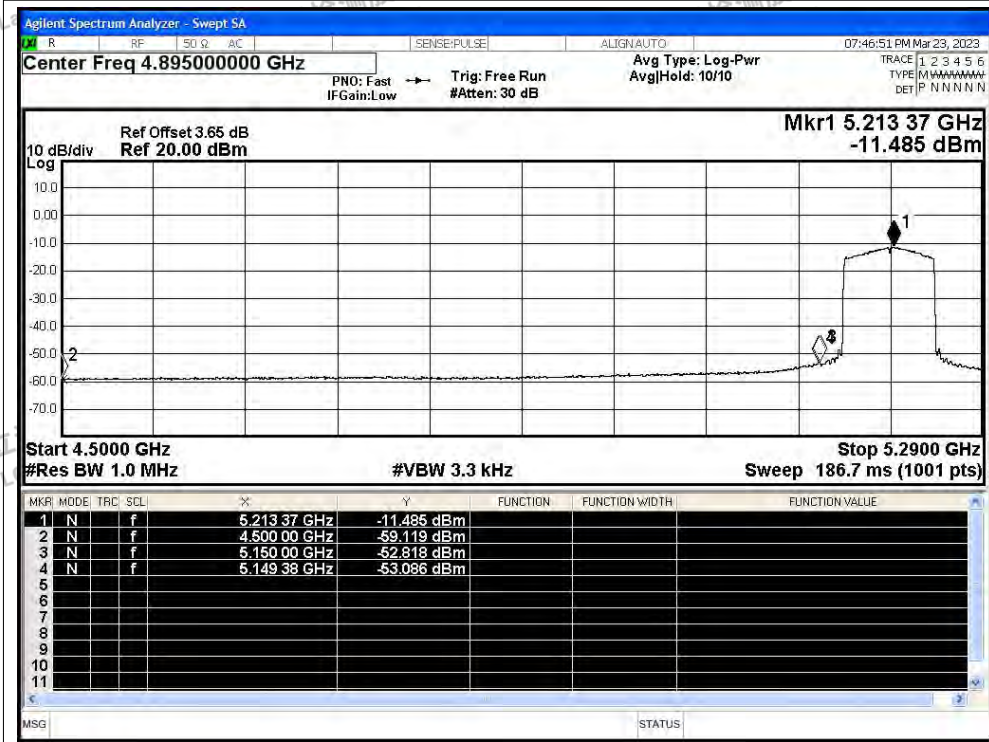 Agilent Spectrum Analyzer - Swept SA
LXI R RF 50 Ω AC SENSE:PULSE ALIGNAUTO 07:46:51 PM Mar 23, 2023
Center Freq 4.895000000 GHz
PNO: Fast Trig: Free Run Avg Type: Log-Pwr TRACE 1 2 3 4 5 6
IFGain:Low #Atten: 30 dB Avg|Hold: 10/10 TYPE M
DET P N N N N N
Mkr1 5.213 37 GHz
-11.485 dBm
Ref Offset 3.65 dB
10 dB/div Ref 20.00 dBm
Log
10.0
0.00
-10.0
1
-20.0
-30.0
-40.0
-50.0
2
-60.0
-70.0
Start 4.5000 GHz Stop 5.2900 GHz
#Res BW 1.0 MHz #VBW 3.3 kHz Sweep 186.7 ms (1001 pts)
MKR MODE TRC SCL X Y FUNCTION FUNCTION WIDTH FUNCTION VALUE
1 N f 5.213 37 GHz -11.485 dBm
2 N f 4.500 00 GHz -59.119 dBm
3 N f 5.150 00 GHz -52.818 dBm
4 N f 5.149 38 GHz -53.086 dBm
5
6
7
8
9
10
11
MSG STATUS